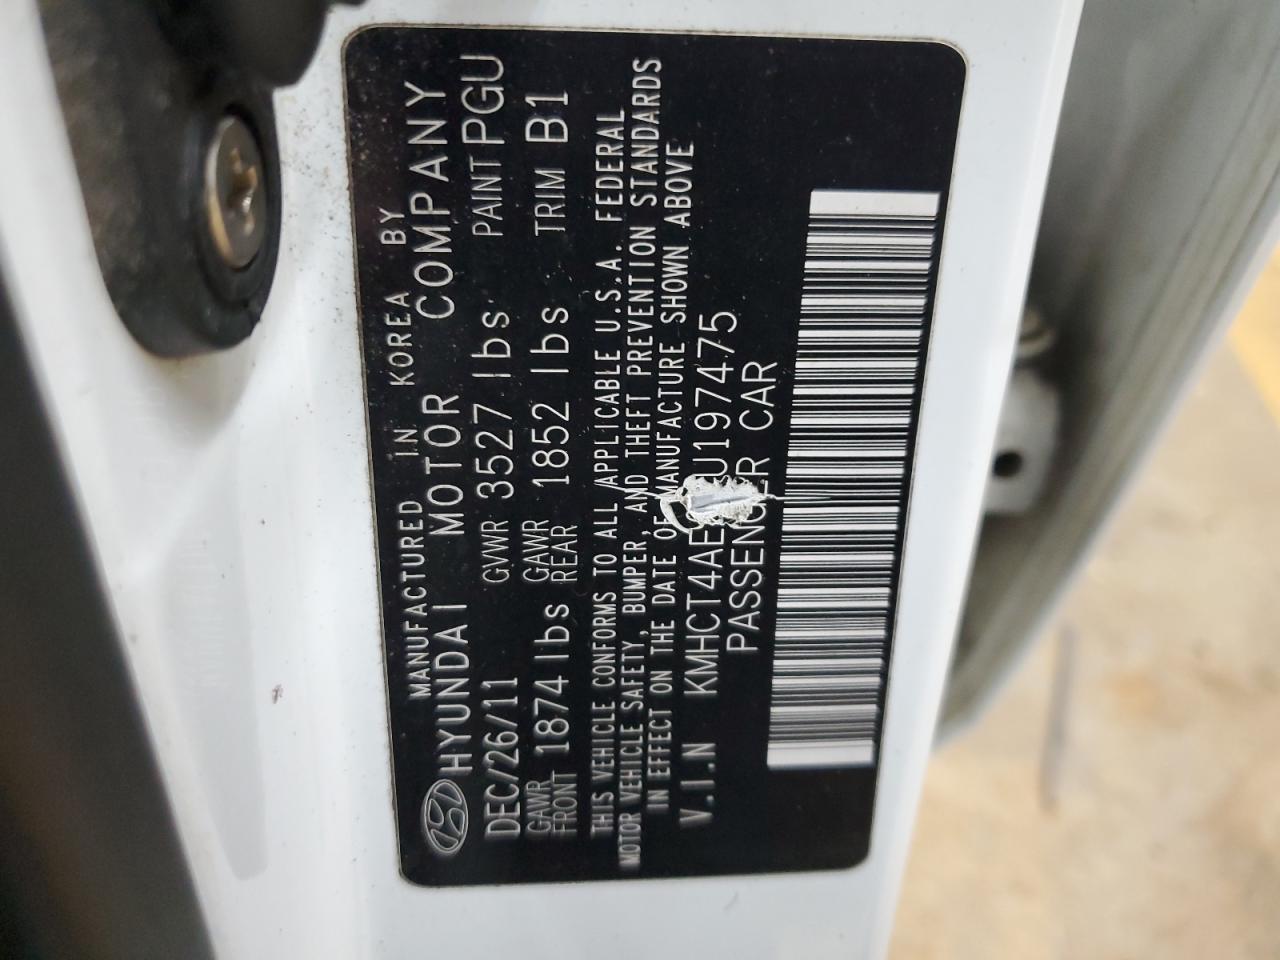 MANUFACTURED IN KOREA BY
HYUNDAI MOTOR COMPANY
DEC/26/11 GVWR 3527 lbs PAINT PGU
GAWR FRONT 1874 lbs GAWR REAR 1852 lbs TRIM B1
THIS VEHICLE CONFORMS TO ALL APPLICABLE U.S.A. FEDERAL
MOTOR VEHICLE SAFETY, BUMPER, AND THEFT PREVENTION STANDARDS
IN EFFECT ON THE DATE OF MANUFACTURE SHOWN ABOVE
V.I.N KMHCT4AE U197475
PASSENGER CAR